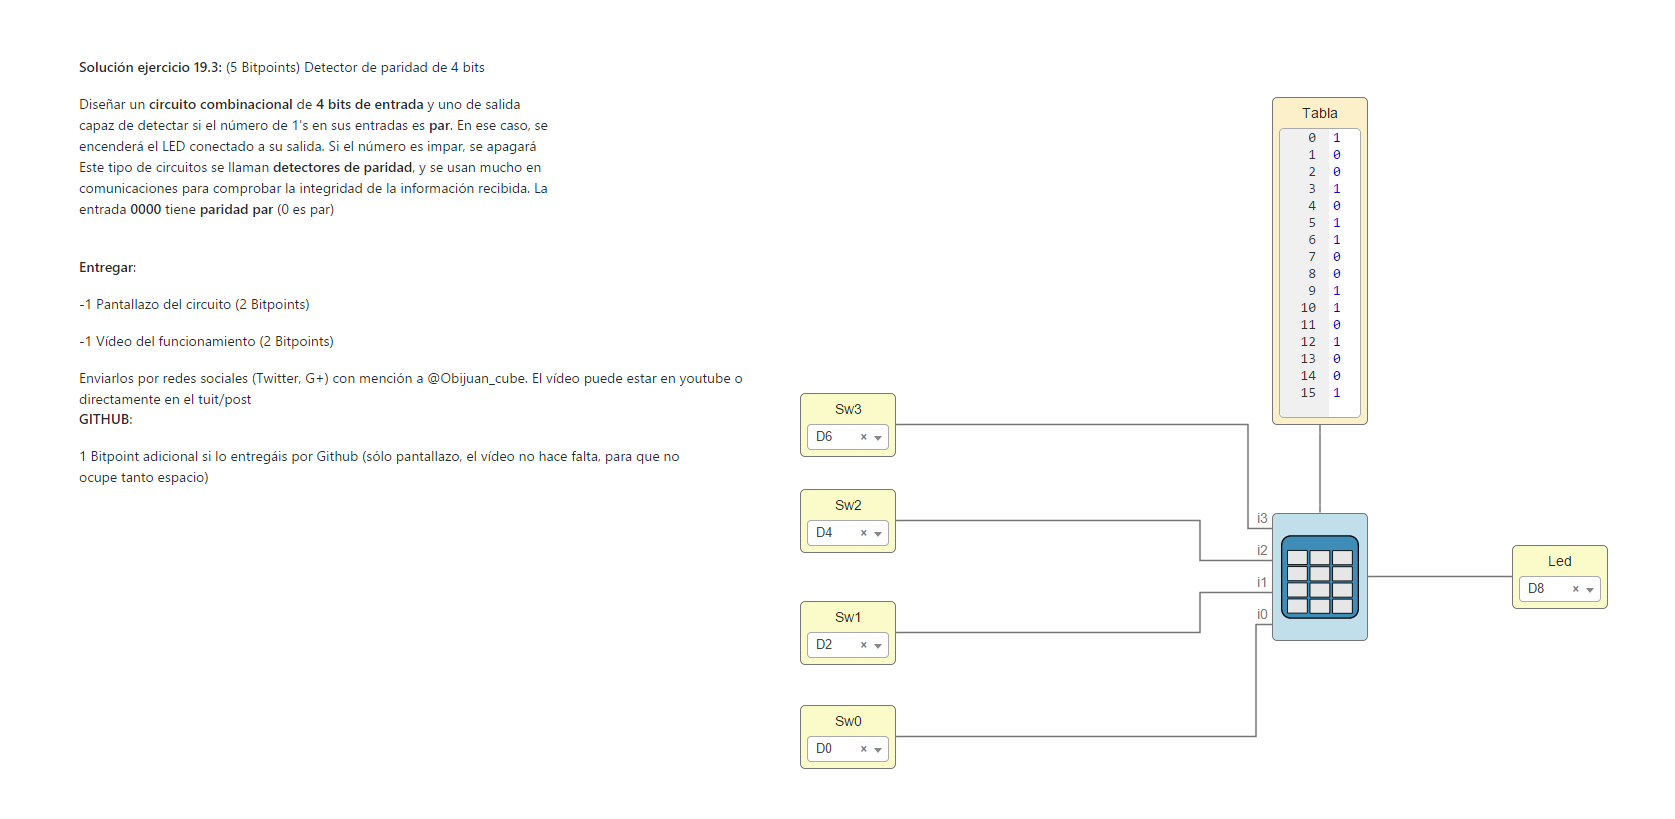 Solución ejercicio 19.3: (5 Bitpoints) Detector de paridad de 4 bits
Diseñar un circuito combinacional de 4 bits de entrada y uno de salida
capaz de detectar si el número de 1's en sus entradas es par. En ese caso, se
encenderá el LED conectado a su salida. Si el número es impar, se apagará
Este tipo de circuitos se llaman detectores de paridad, y se usan mucho en
comunicaciones para comprobar la integridad de la información recibida. La
entrada 0000 tiene paridad par (0 es par)
Entregar:
-1 Pantallazo del circuito (2 Bitpoints)
-1 Vídeo del funcionamiento (2 Bitpoints)
Enviarlos por redes sociales (Twitter, G+) con mención a @Obijuan_cube. El vídeo puede estar en youtube o
directamente en el tuit/post
GITHUB:
1 Bitpoint adicional si lo entregáis por Github (sólo pantallazo, el vídeo no hace falta, para que no
ocupe tanto espacio)
Tabla
0 1
1 0
2 0
3 1
4 0
5 1
6 1
7 0
8 0
9 1
10 1
11 0
12 1
13 0
14 0
15 1
Sw3
D6 ×
Sw2
D4 ×
Sw1
D2 ×
Sw0
D0 ×
i3
i2
i1
i0
Led
D8 ×